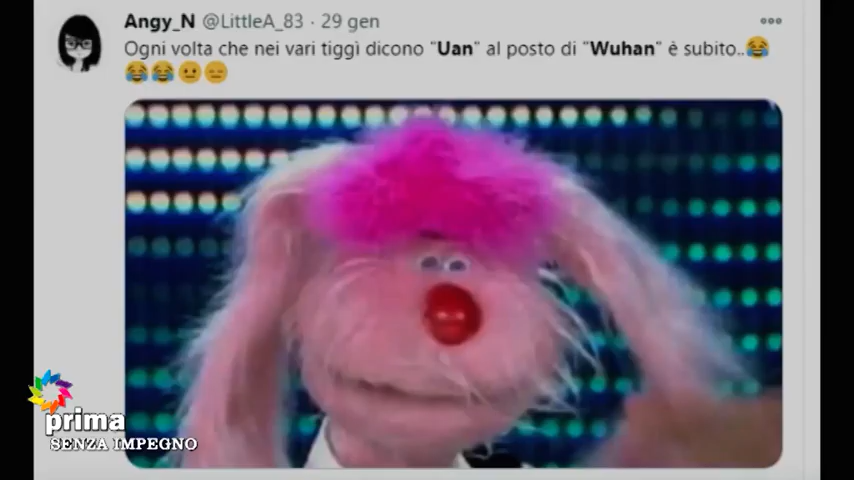 Angy_N @LittleA_83 · 29 gen
Ogni volta che nei vari tiggì dicono "Uan" al posto di "Wuhan" è subito..😂
😂😂😐😑
prima
SENZA IMPEGNO